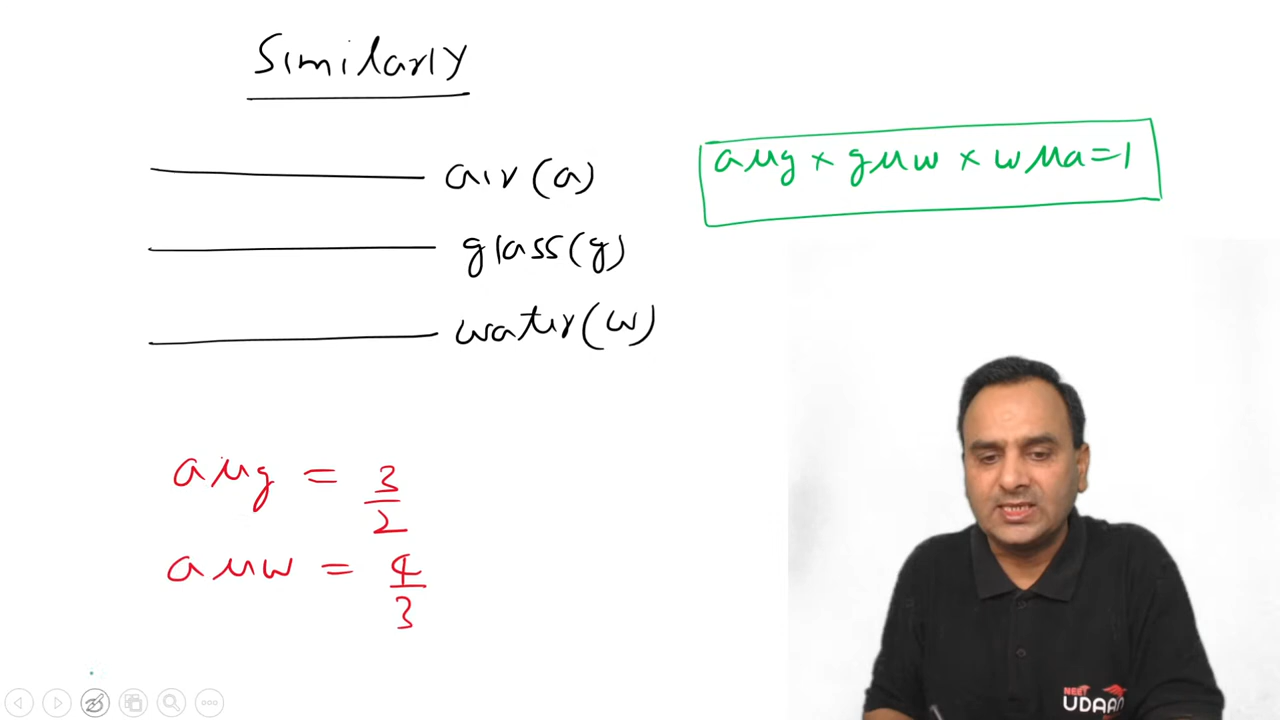 Similarly
air(a)
aμg × gμw × wμa=1
glass(g)
water(w)
aμg = 3/2
aμw = 4/3
NEET
UDAAN